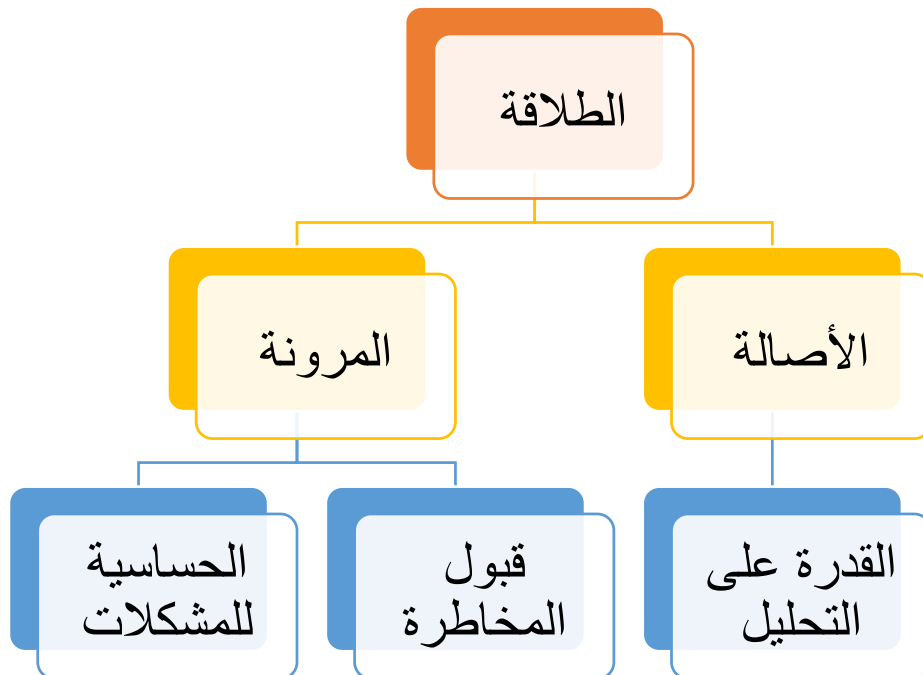 الطلاقة
الأصالة
المرونة
القدرة على
التحليل
قبول
المخاطرة
الحساسية
للمشكلات